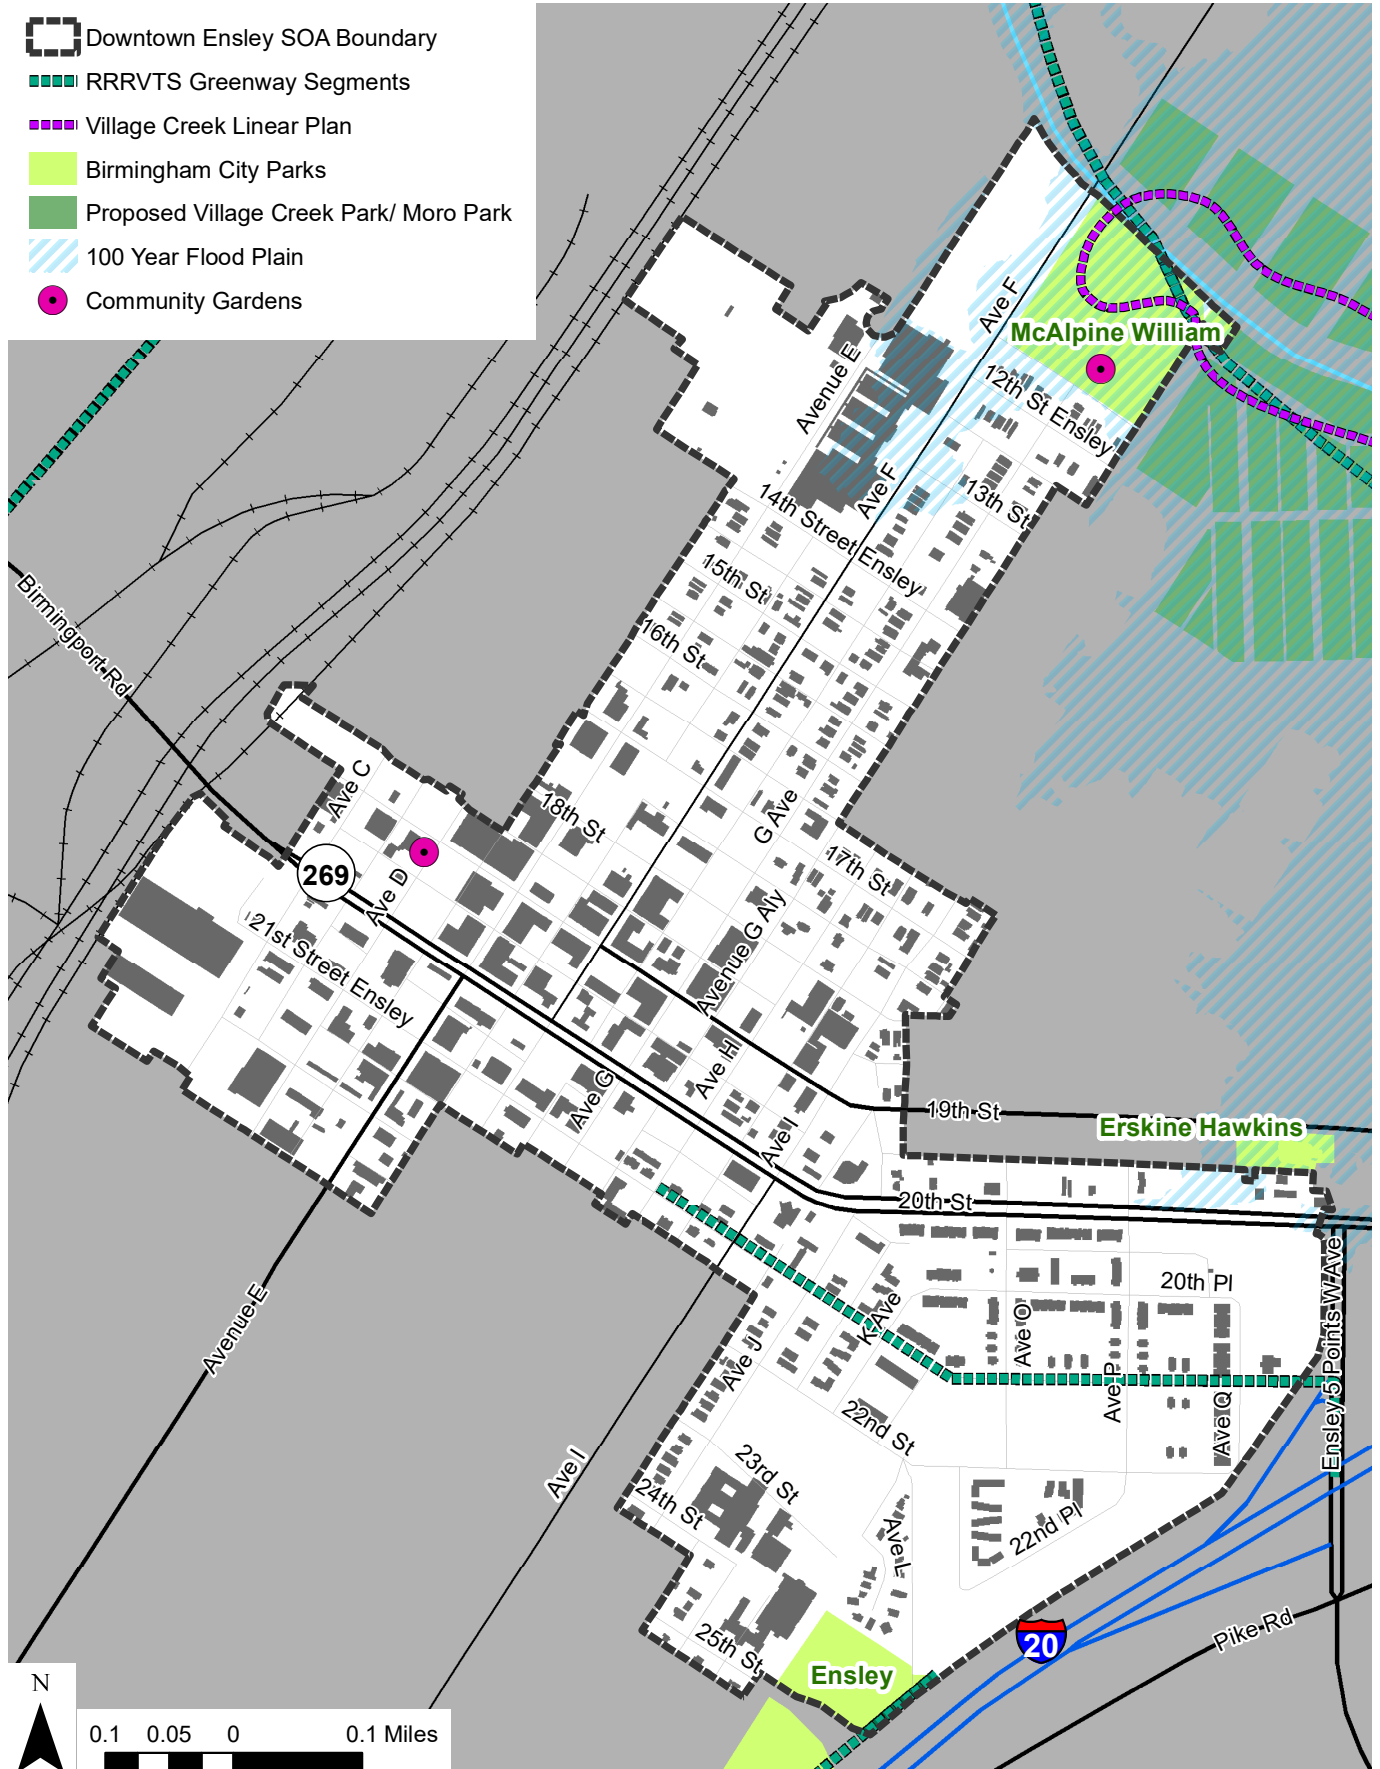 Downtown Ensley SOA Boundary
RRRVTS Greenway Segments
Village Creek Linear Plan
Birmingham City Parks
Proposed Village Creek Park/ Moro Park
100 Year Flood Plain
Community Gardens
Ave F
McAlpine William
Avenue E
12th St Ensley
Ave F
13th St
14th Street Ensley
15th St
16th St
Birmingport Rd
Ave C
18th St
G Ave
17th St
269
Ave D
21st Street Ensley
Avenue G Aly
Ave H
Ave G
Ave I
19th St
Erskine Hawkins
20th St
20th Pl
Ensley 5 Points W Ave
Avenue E
K Ave
Ave O
Ave J
Ave P
Ave Q
22nd St
Ave I
23rd St
24th St
Ave L
22nd Pl
25th St
20
Pike Rd
Ensley
N
0.1 0.05 0 0.1 Miles